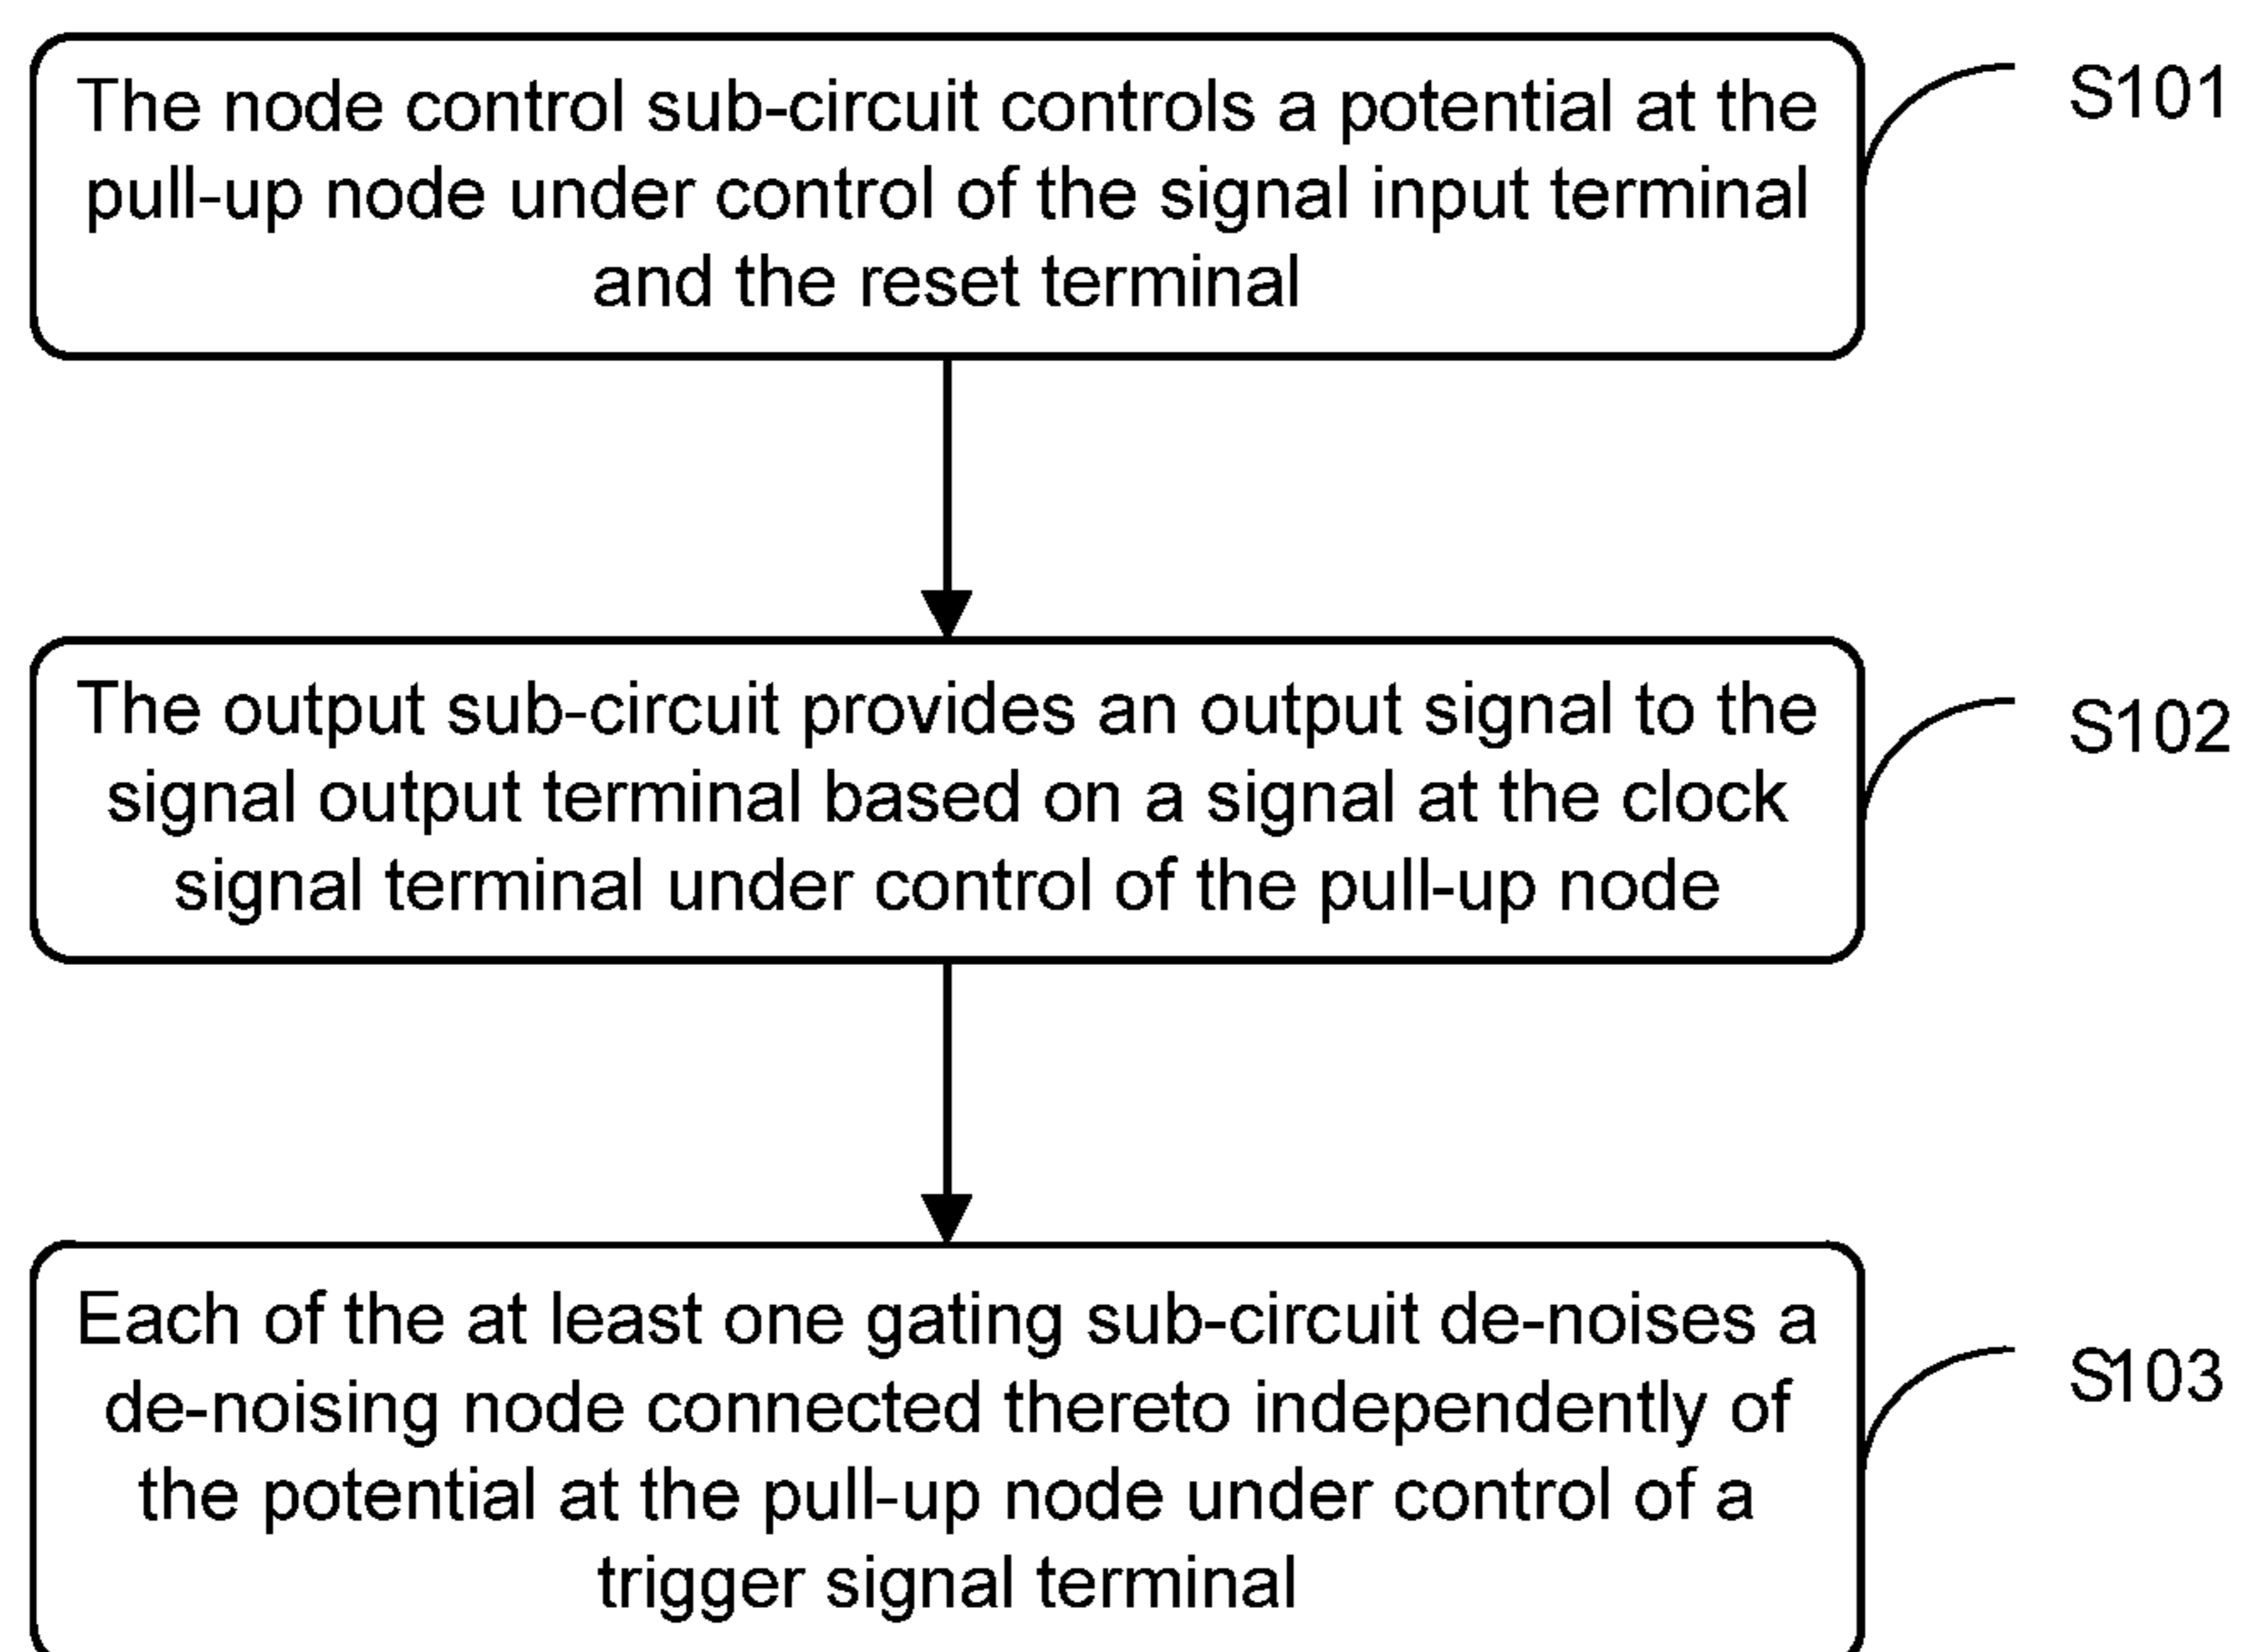 The node control sub-circuit controls a potential at the
pull-up node under control of the signal input terminal
and the reset terminal
S101
The output sub-circuit provides an output signal to the
signal output terminal based on a signal at the clock
signal terminal under control of the pull-up node
S102
Each of the at least one gating sub-circuit de-noises a
de-noising node connected thereto independently of
the potential at the pull-up node under control of a
trigger signal terminal
S103